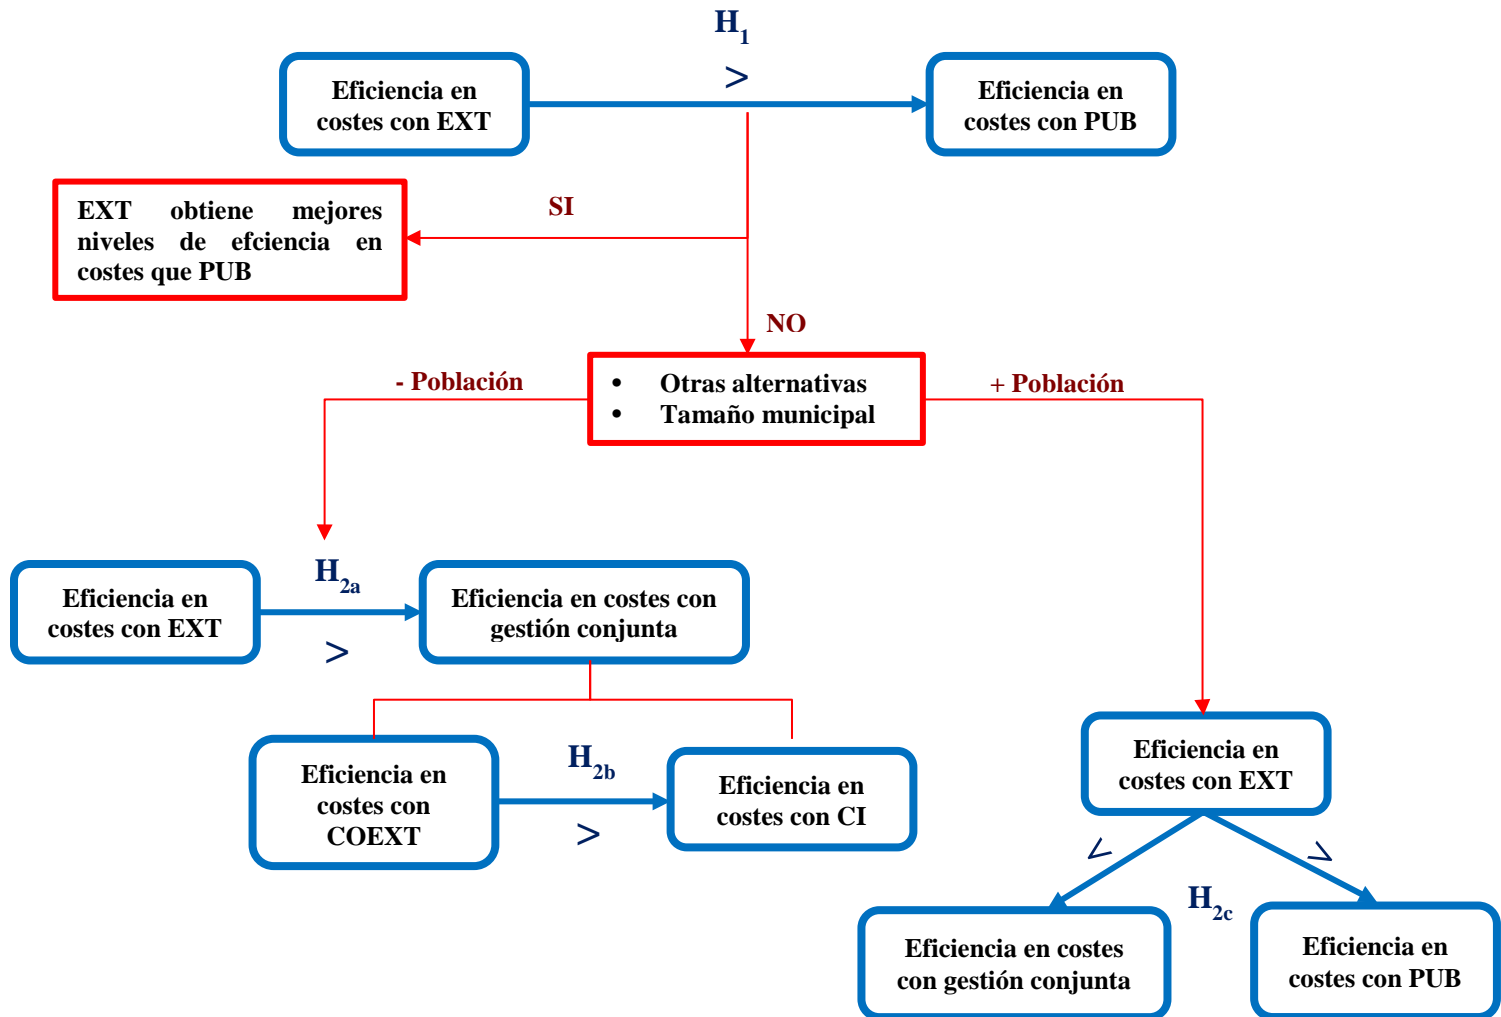 H1
>
Eficiencia en
costes con EXT
Eficiencia en
costes con PUB
EXT obtiene mejores
niveles de efciencia en
costes que PUB
SI
NO
- Población
• Otras alternativas
• Tamaño municipal
+ Población
Eficiencia en
costes con EXT
H2a
>
Eficiencia en costes con
gestión conjunta
Eficiencia en
costes con
COEXT
H2b
>
Eficiencia en
costes con CI
Eficiencia en
costes con EXT
<
>
H2c
Eficiencia en costes
con gestión conjunta
Eficiencia en
costes con PUB